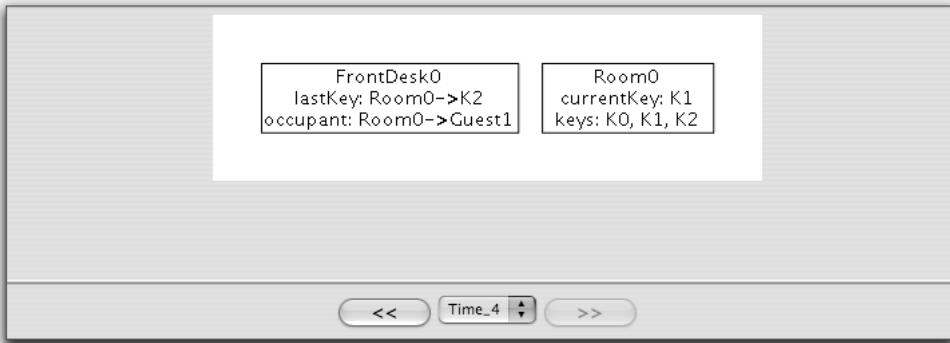 FrontDesk0
lastKey: Room0->K2
occupant: Room0->Guest1
Room0
currentKey: K1
keys: K0, K1, K2
<<
Time_4
>>